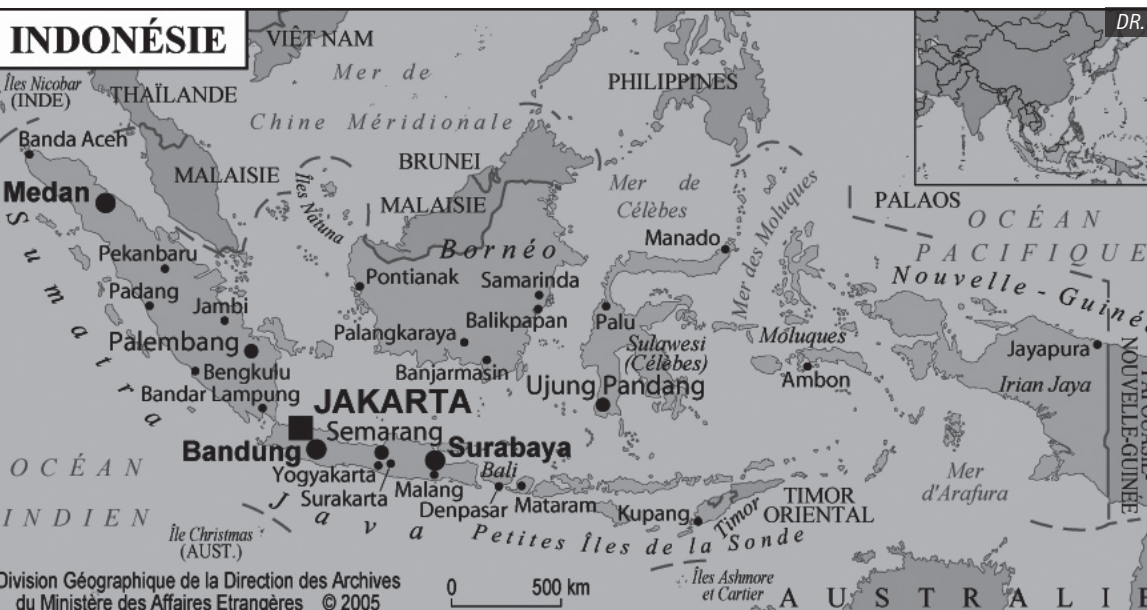 INDONÉSIE
DR.
VIÊT NAM
Mer de
Chine Méridionale
PHILIPPINES
Îles Nicobar
(INDE)
THAÏLANDE
Banda Aceh
MALAISIE
BRUNEI
MALAISIE
Îles Natuna
Mer de
Célèbes
Mer des Moluques
PALAOS
OCÉAN
PACIFIQUE
Medan
Sumatra
Pekanbaru
Padang
Jambi
Palembang
Bengkulu
Bandar Lampung
Bornéo
Pontianak
Samarinda
Balikpapan
Palangkaraya
Banjarmasin
Manado
Palu
Sulawesi
(Célèbes)
Ujung Pandang
Moluques
Ambon
Nouvelle-Guiné
Jayapura
Irian Jaya
NOUVELLE-GUINÉE
JAKARTA
Semarang
Bandung
Surabaya
Yogyakarta
Surakarta
Malang
Bali
Denpasar
Mataram
Java
Petites Îles de la Sonde
Kupang
Timor
TIMOR
ORIENTAL
Mer
d'Arafura
OCÉAN
INDIEN
Île Christmas
(AUST.)
Îles Ashmore
et Cartier
AUSTRALI
Division Géographique de la Direction des Archives
du Ministère des Affaires Etrangères © 2005
0 500 km